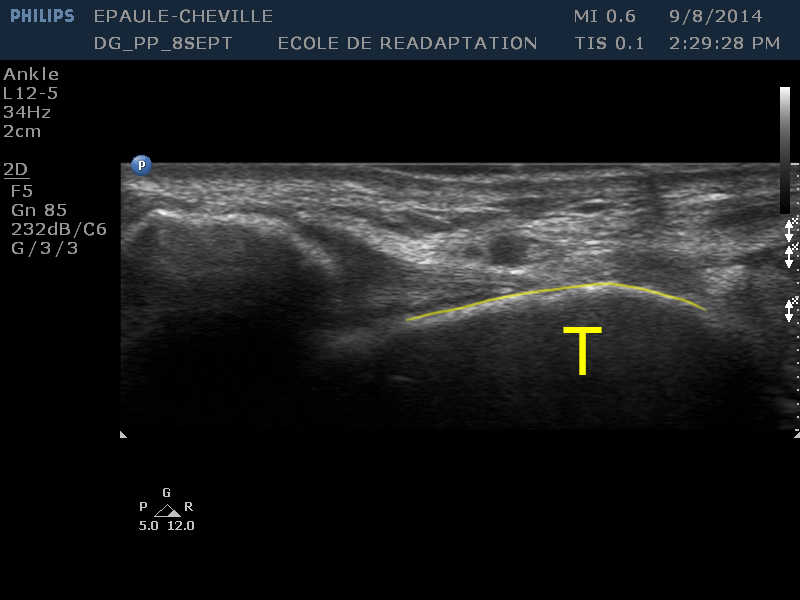 PHILIPS EPAULE-CHEVILLE MI 0.6 9/8/2014
DG_PP_8SEPT ECOLE DE READAPTATION TIS 0.1 2:29:28 PM
Ankle
L12-5
34Hz
2cm
2D
F5
Gn 85
232dB/C6
G/3/3
P
T
G
P R
5.0 12.0